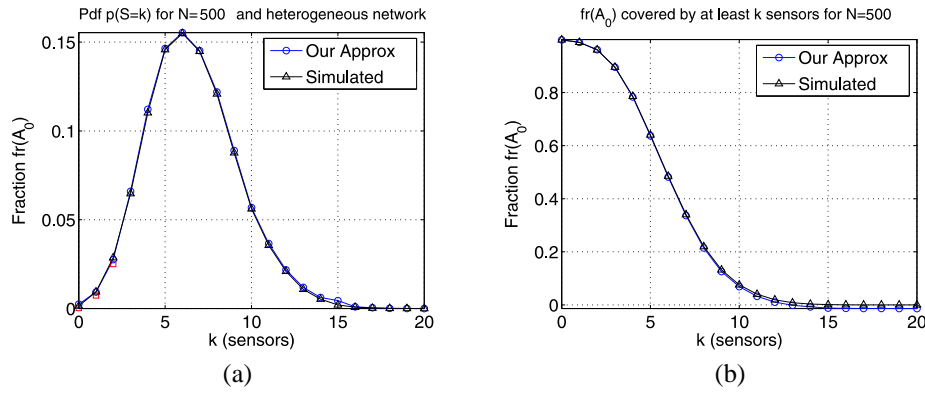 Pdf p(S=k) for N=500 and heterogeneous network
Our Approx
Simulated
0.15
0.1
0.05
0
Fraction fr(A0)
0 5 10 15 20
k (sensors)
(a)
fr(A0) covered by at least k sensors for N=500
Our Approx
Simulated
0.8
0.6
0.4
0.2
0
Fraction fr(A0)
0 5 10 15 20
k (sensors)
(b)